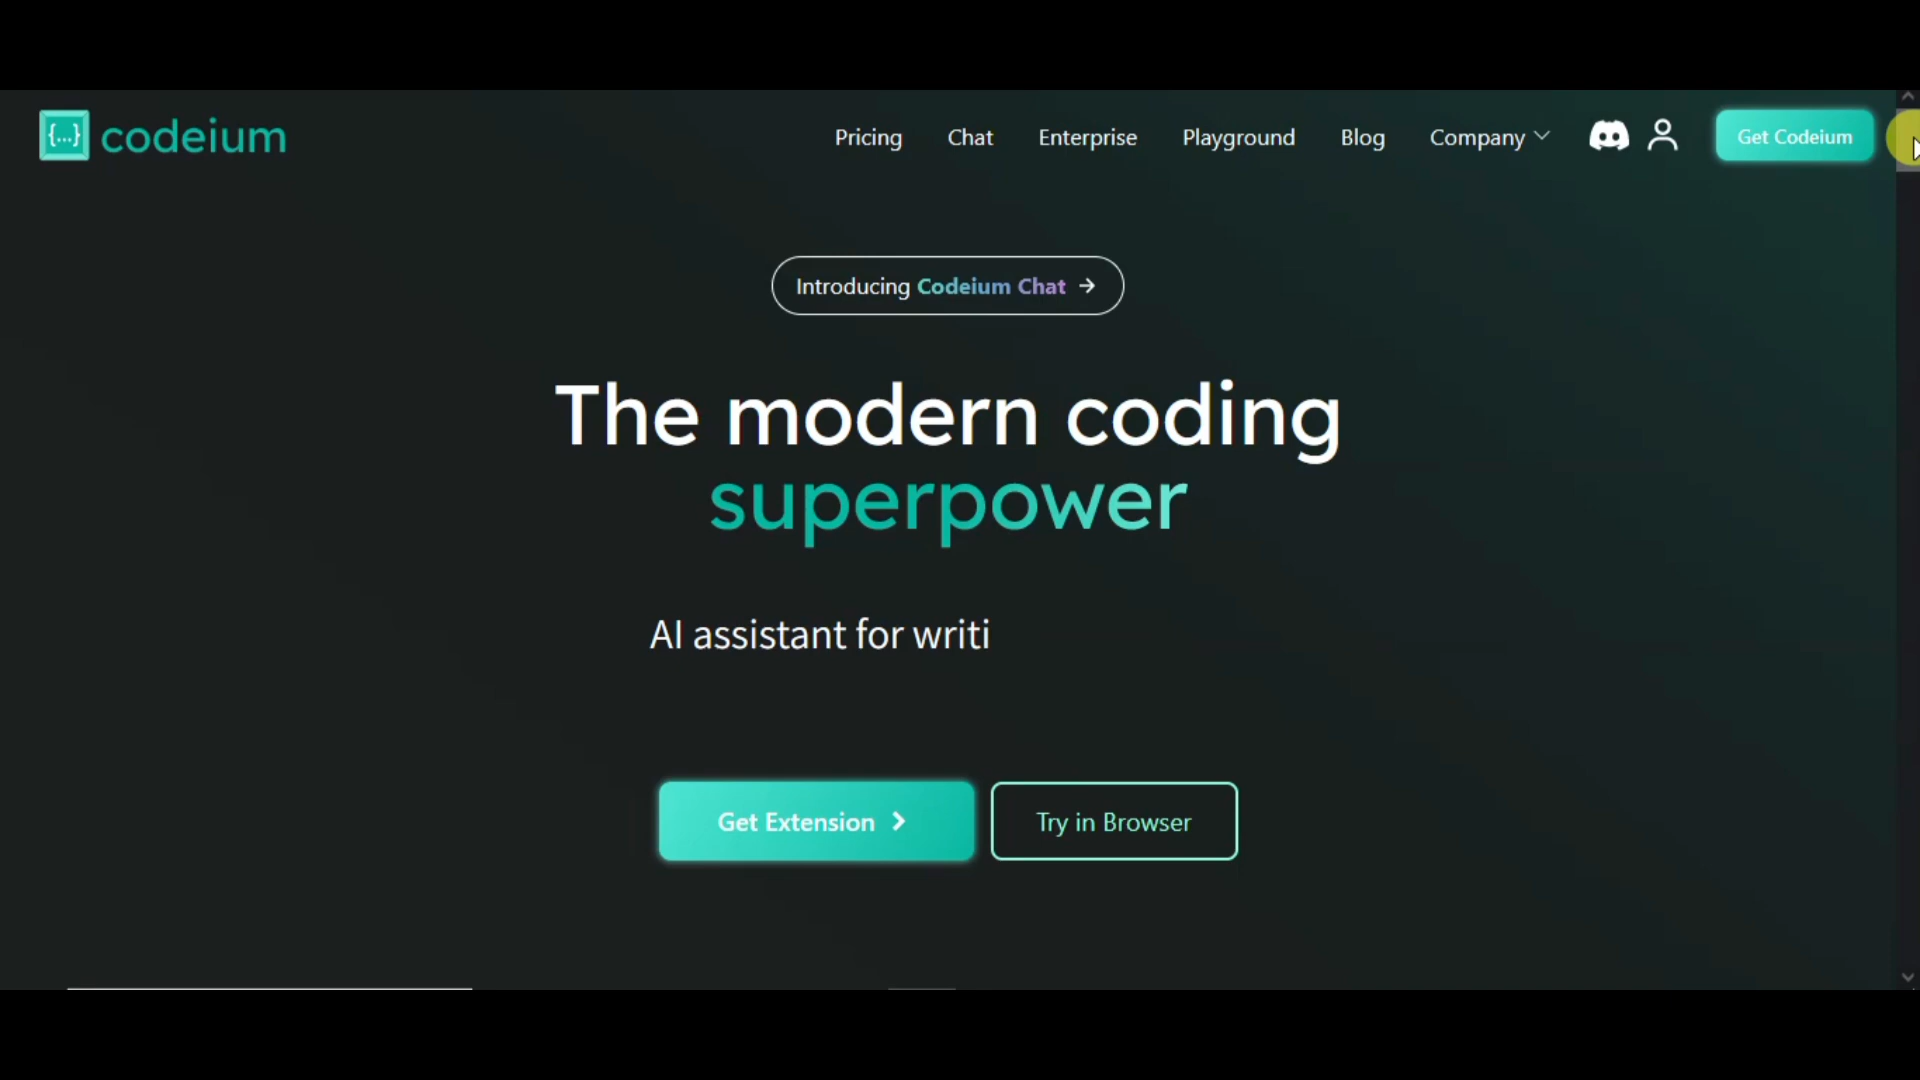 {...} codeium
Pricing Chat Enterprise Playground Blog Company Get Codeium
Introducing Codeium Chat →
The modern coding
superpower
AI assistant for writi
Get Extension Try in Browser